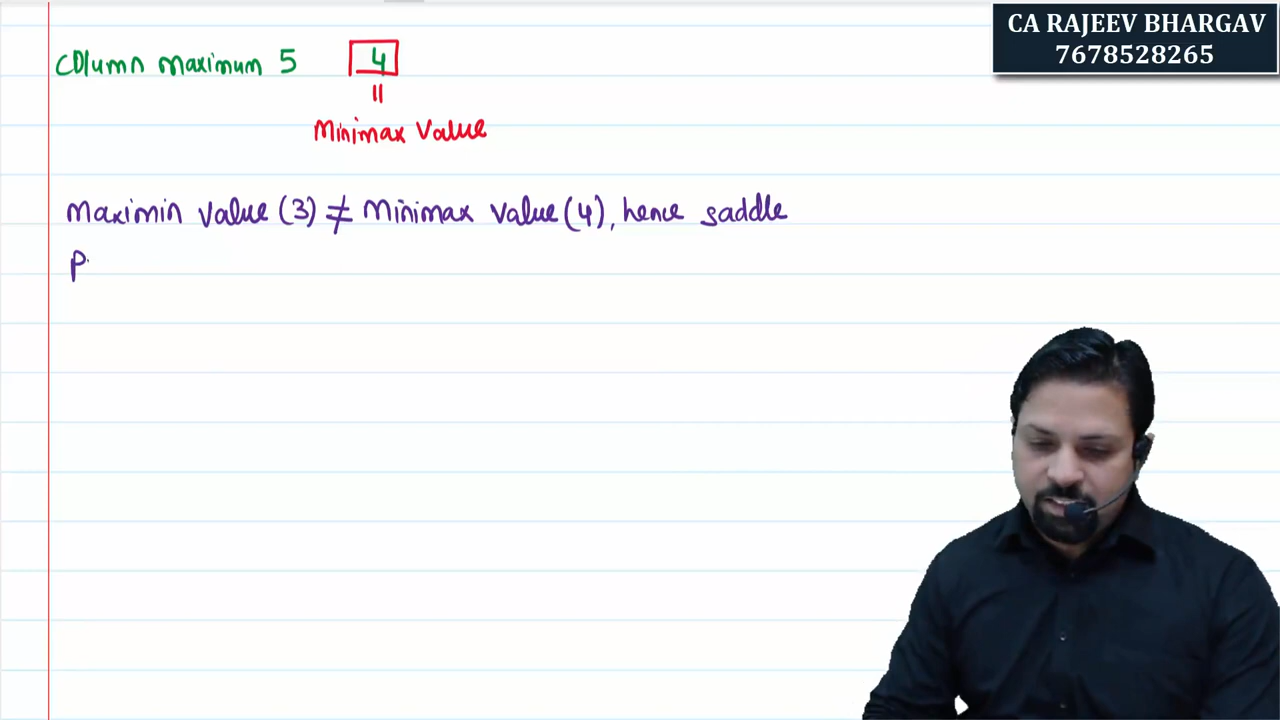 CA RAJEEV BHARGAV
7678528265
Column Maximum 5 4
Minimax Value
Maximin Value (3) ≠ Minimax Value (4), hence saddle
P